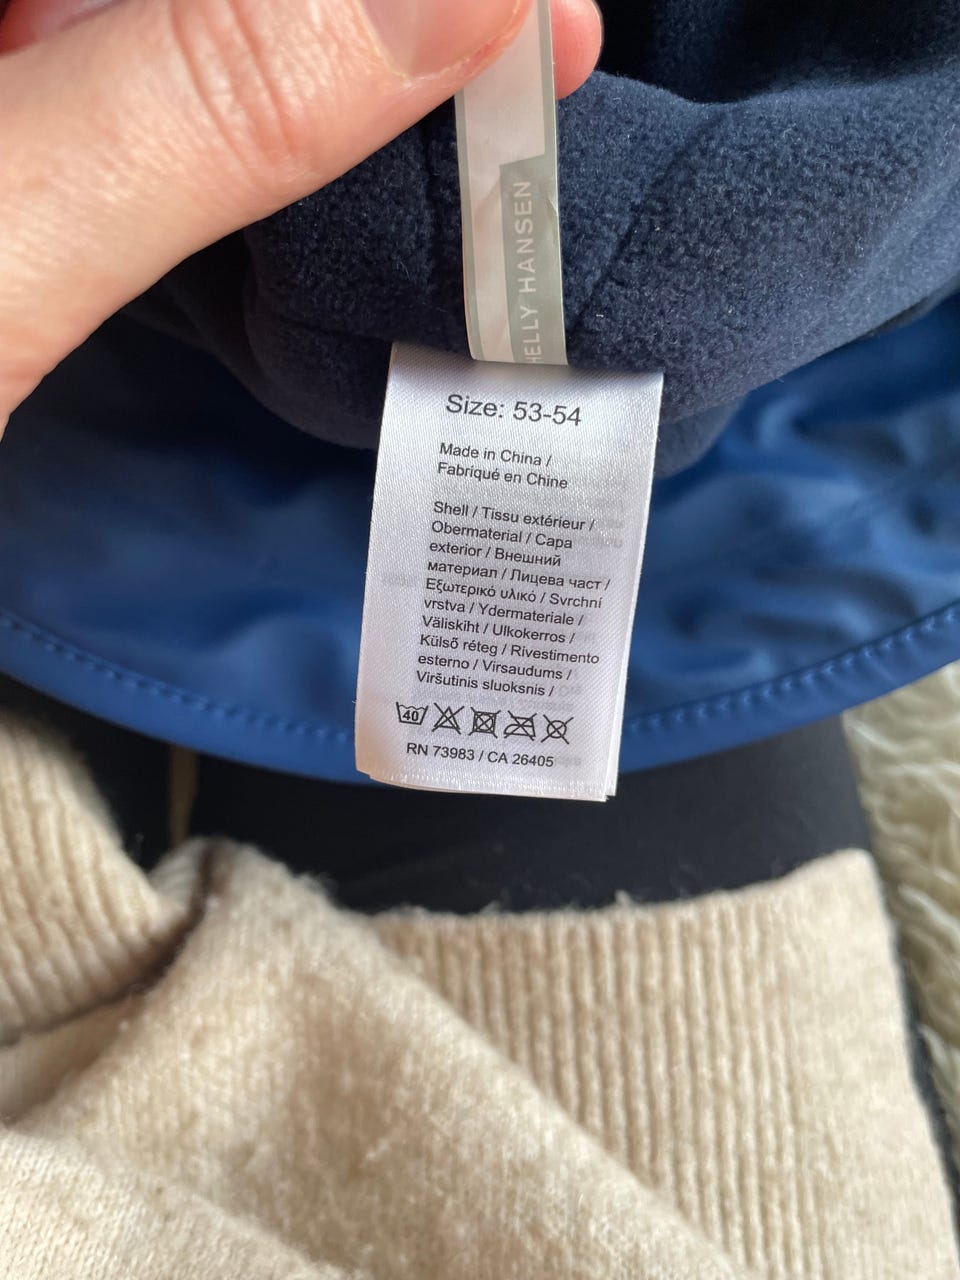 HELLY HANSEN
Size: 53-54
Made in China /
Fabriqué en Chine
Shell / Tissu extérieur /
Obermaterial / Capa
exterior / Внешний
материал / Лицева част /
Εξωτερικό υλικό / Svrchní
vrstva / Ydermateriale /
Väliskiht / Ulkokerros /
Külső réteg / Rivestimento
esterno / Virsaudums /
Viršutinis sluoksnis /
40
RN 73983 / CA 26405